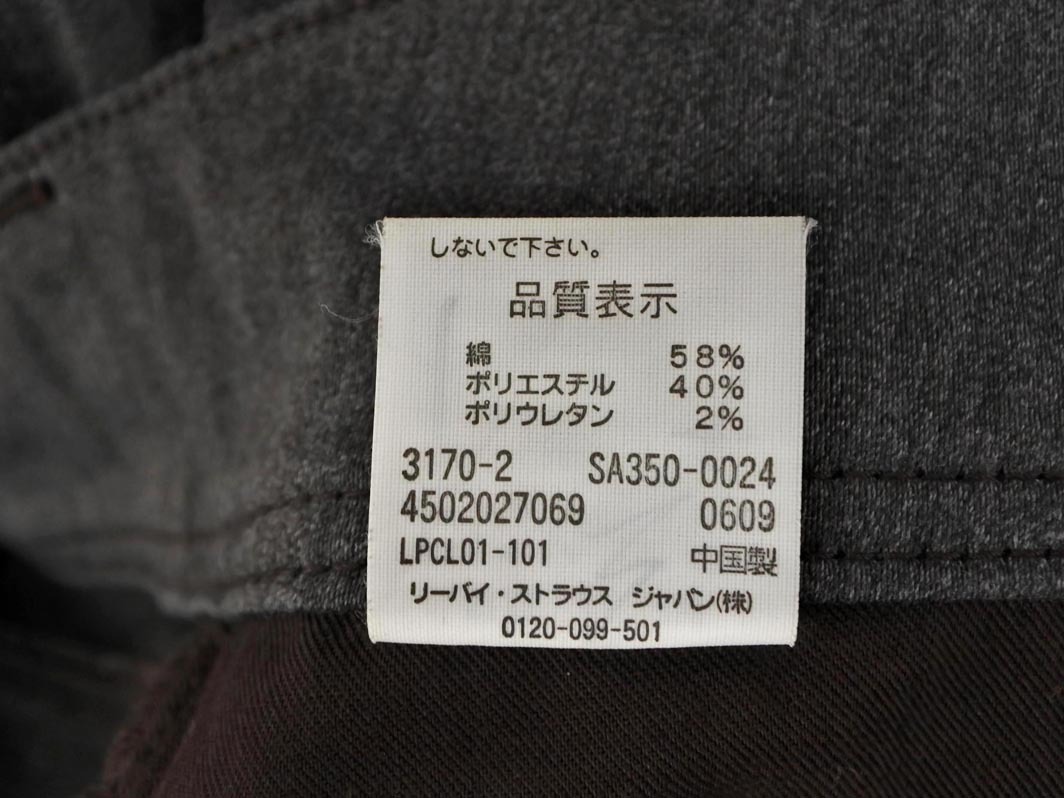 しないで下さい。
品質表示
綿 58%
ポリエステル 40%
ポリウレタン 2%
3170-2 SA350-0024
4502027069 0609
LPCL01-101 中国製
リーバイ・ストラウス ジャパン(株)
0120-099-501